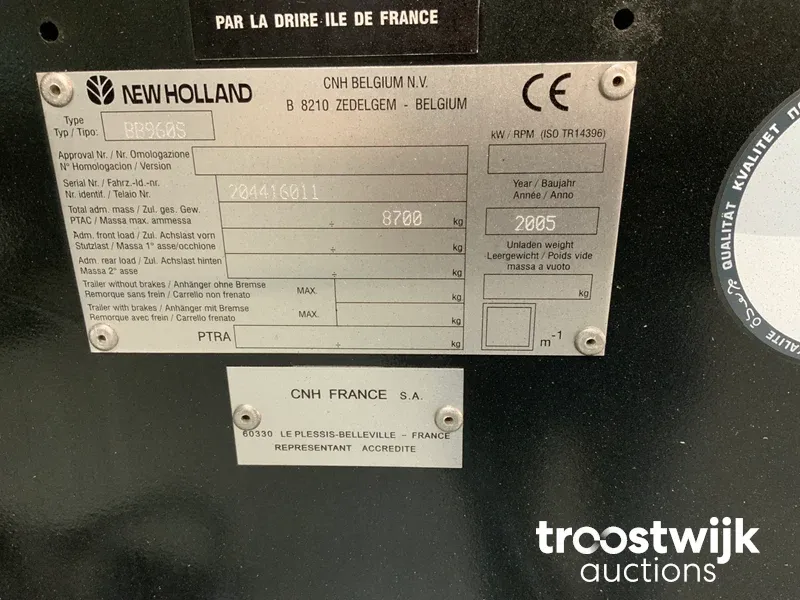 PAR LA DRIRE ILE DE FRANCE
NEW HOLLAND
CNH BELGIUM N.V.
B 8210 ZEDELGEM - BELGIUM
CE
Type
Typ / Tipo:
BB960S
kW / RPM (ISO TR14396)
Approval Nr. / Nr. Omologazione
N° Homologacion / Version
Serial Nr. / Fahrz.-Id.-nr.
Nr. identif. / Telaio Nr.
204416011
Year / Baujahr
Année / Anno
2005
Total adm. mass / Zul. ges. Gew.
PTAC / Massa max. ammessa
÷ 8700 kg
Adm. front load / Zul. Achslast vorn
Stutzlast / Massa 1° asse/occhione
÷ kg
Unladen weight
Leergewicht / Poids vide
massa a vuoto
kg
Adm. rear load / Zul. Achslast hinten
Massa 2° asse
÷ kg
Trailer without brakes / Anhänger ohne Bremse
Remorque sans frein / Carrello non frenato
MAX. kg
Trailer with brakes / Anhänger mit Bremse
Remorque avec frein / Carrello frenato
MAX. kg
PTRA ÷ kg
m-1
CNH FRANCE S.A.
60330 LE PLESSIS-BELLEVILLE - FRANCE
REPRESENTANT ACCREDITE
QUALITÄT КVALITET
troostwijk
auctions